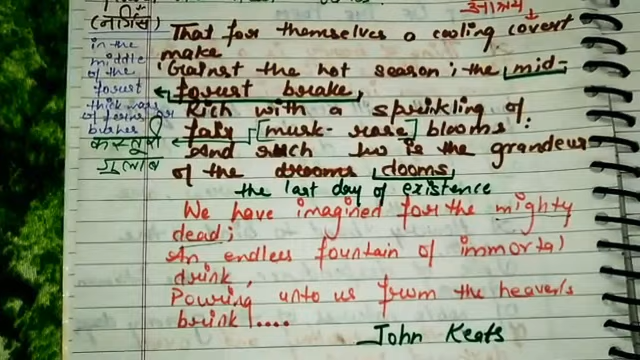 आश्रय
(नर्गिस)
That for themselves a cooling covert
make
'Gainst the hot season; the mid-
forest brake,
in the
middle
of the
forest
thick mass
of ferns or
bushes
Rich with a sprinkling of
fair musk-rose blooms:
कस्तूरी
गुलाब
And such too is the grandeur
of the drooms dooms
the last day of existence
We have imagined for the mighty
dead;
An endless fountain of immortal
drink,
Pouring unto us from the heaven's
brink....
John Keats